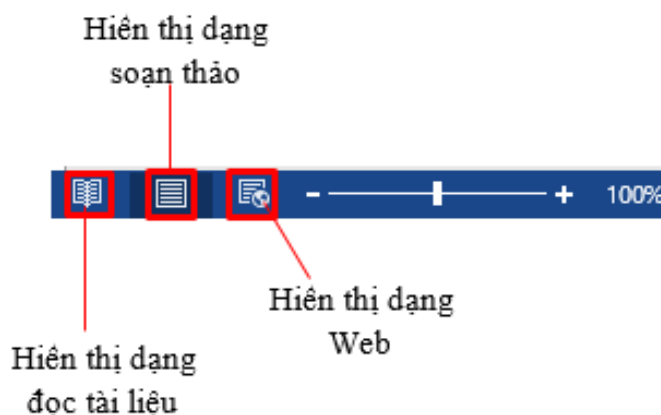 Hiển thị dạng
soạn thảo
- + 100%
Hiển thị dạng
Web
Hiển thị dạng
đọc tài liệu